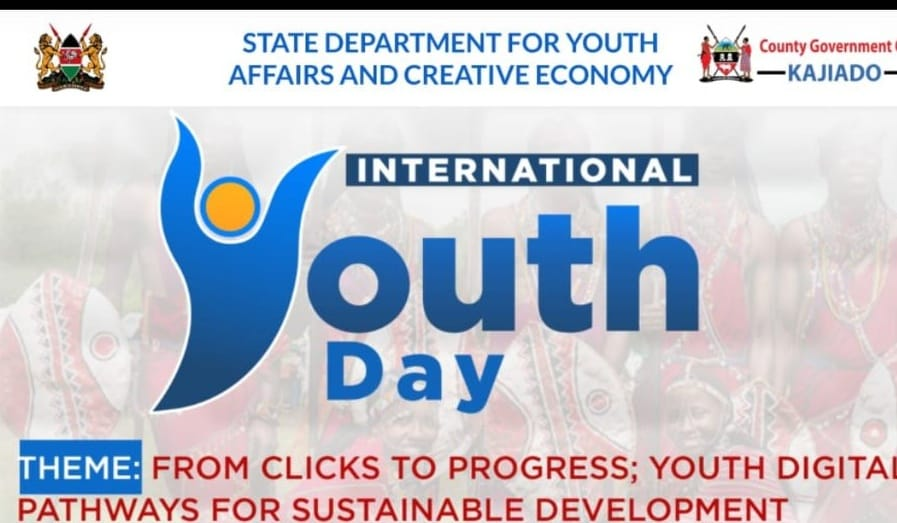 STATE DEPARTMENT FOR YOUTH
AFFAIRS AND CREATIVE ECONOMY
County Government
KAJIADO
INTERNATIONAL
Youth
Day
THEME: FROM CLICKS TO PROGRESS; YOUTH DIGITAL
PATHWAYS FOR SUSTAINABLE DEVELOPMENT